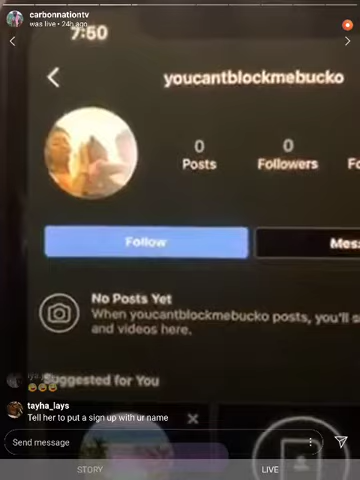 carbonnationtv
was live • 24h ago
7:50
youcantblockmebucko
0
0
Posts
Followers
Fo
Follow
Mess
No Posts Yet
When youcantblockmebucko posts, you'll s
and videos here.
Suggested for You
tayha_lays
Tell her to put a sign up with ur name
Send message
STORY
LIVE